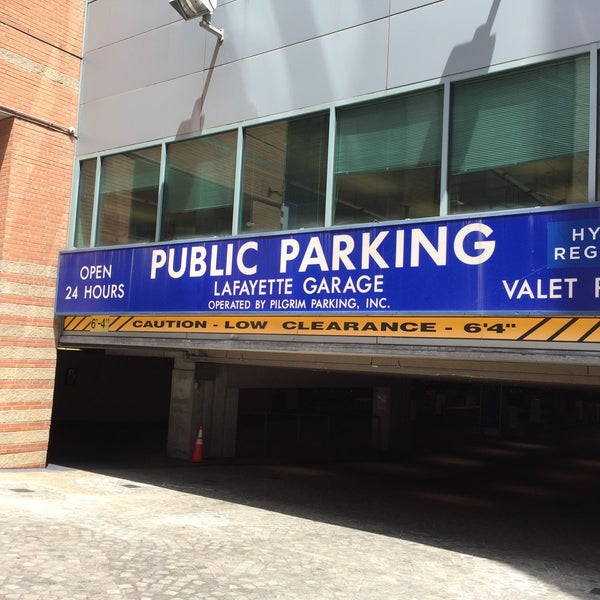 OPEN
24 HOURS
PUBLIC PARKING
LAFAYETTE GARAGE
OPERATED BY PILGRIM PARKING, INC.
HY
REG
VALET
6'-4"
CAUTION - LOW CLEARANCE - 6'4"